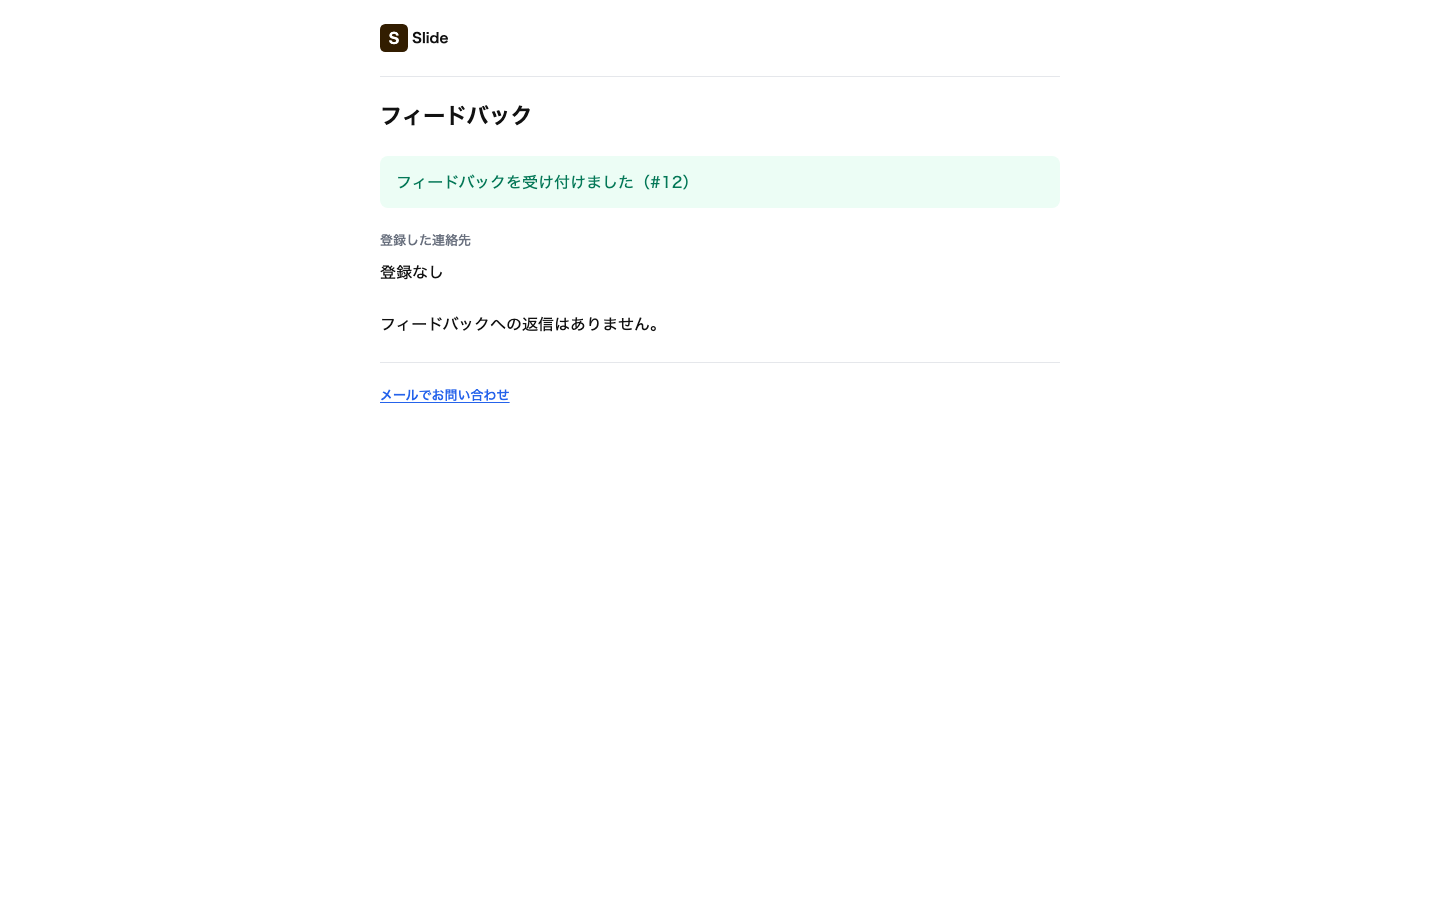 S Slide
フィードバック
フィードバックを受け付けました（#12）
登録した連絡先
登録なし
フィードバックへの返信はありません。
メールでお問い合わせ